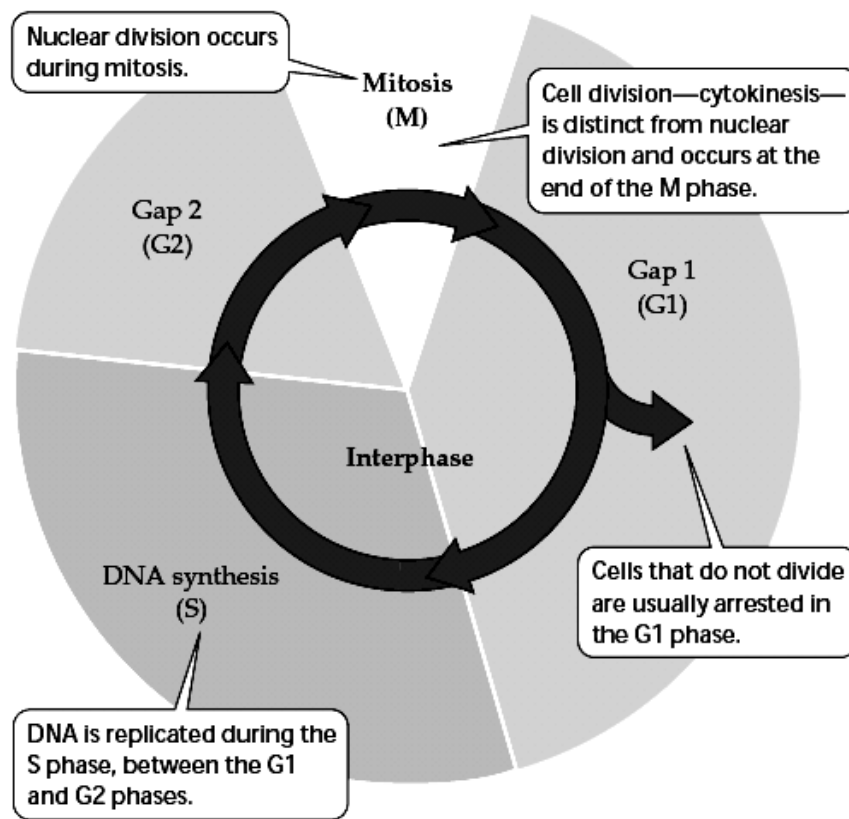 Nuclear division occurs
during mitosis.
Mitosis
(M)
Cell division—cytokinesis—
is distinct from nuclear
division and occurs at the
end of the M phase.
Gap 2
(G2)
Gap 1
(G1)
Interphase
DNA synthesis
(S)
Cells that do not divide
are usually arrested in
the G1 phase.
DNA is replicated during the
S phase, between the G1
and G2 phases.